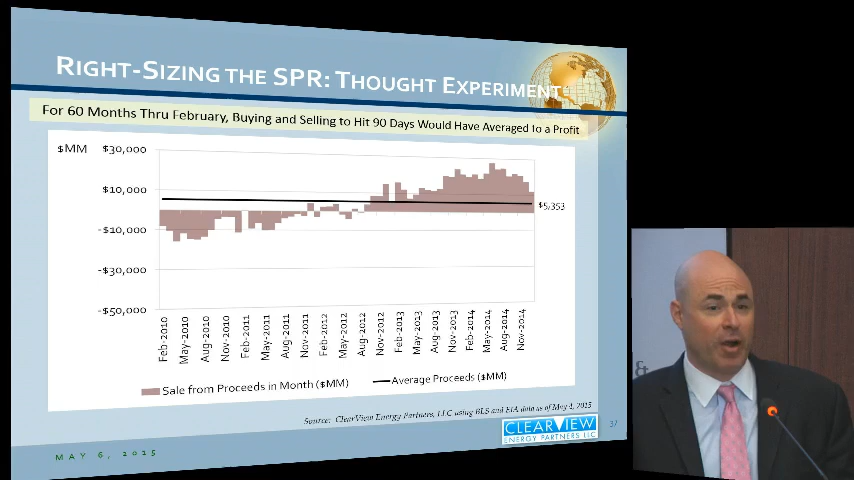 RIGHT-SIZING THE SPR: THOUGHT EXPERIMENT
For 60 Months Thru February, Buying and Selling to Hit 90 Days Would Have Averaged to a Profit
$MM
$30,000
$10,000
-$10,000
-$30,000
-$50,000
$5,353
Feb-2010
May-2010
Aug-2010
Nov-2010
Feb-2011
May-2011
Aug-2011
Nov-2011
Feb-2012
May-2012
Aug-2012
Nov-2012
Feb-2013
May-2013
Aug-2013
Nov-2013
Feb-2014
May-2014
Aug-2014
Nov-2014
Sale from Proceeds in Month ($MM)
Average Proceeds ($MM)
Source: ClearView Energy Partners, LLC using BLS and EIA data as of May 4, 2015
CLEARVIEW
ENERGY PARTNERS LLC
37
MAY 6, 2015
&